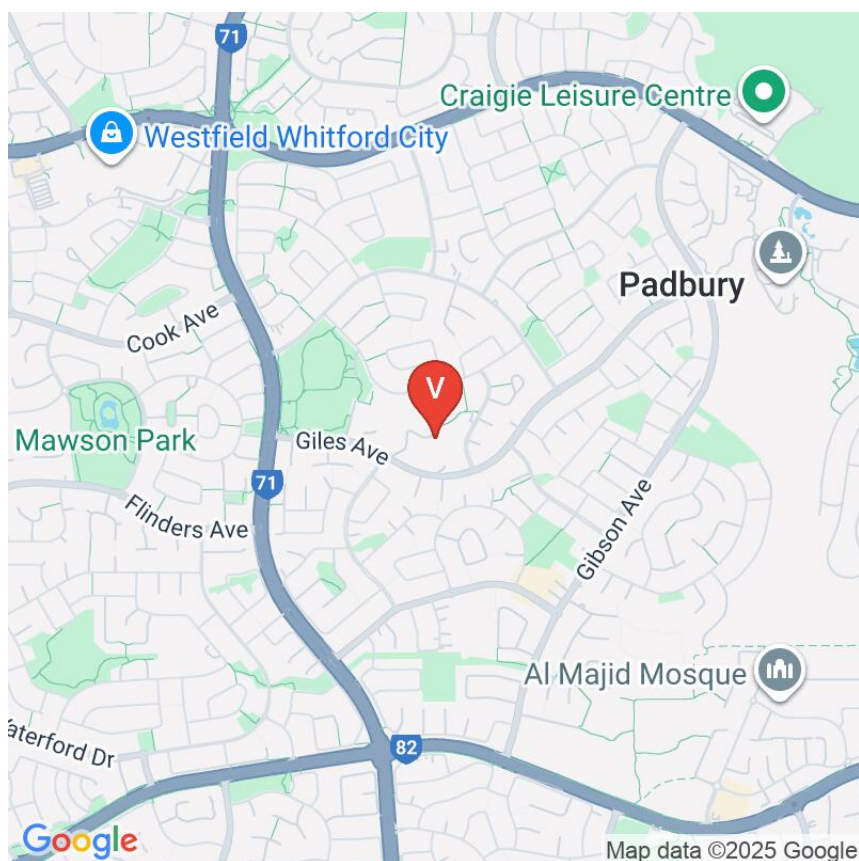 71
Craigie Leisure Centre
Westfield Whitford City
Padbury
Cook Ave
V
Mawson Park
Giles Ave
71
Flinders Ave
Gibson Ave
Al Majid Mosque
aterford Dr
82
Google
Map data ©2025 Google